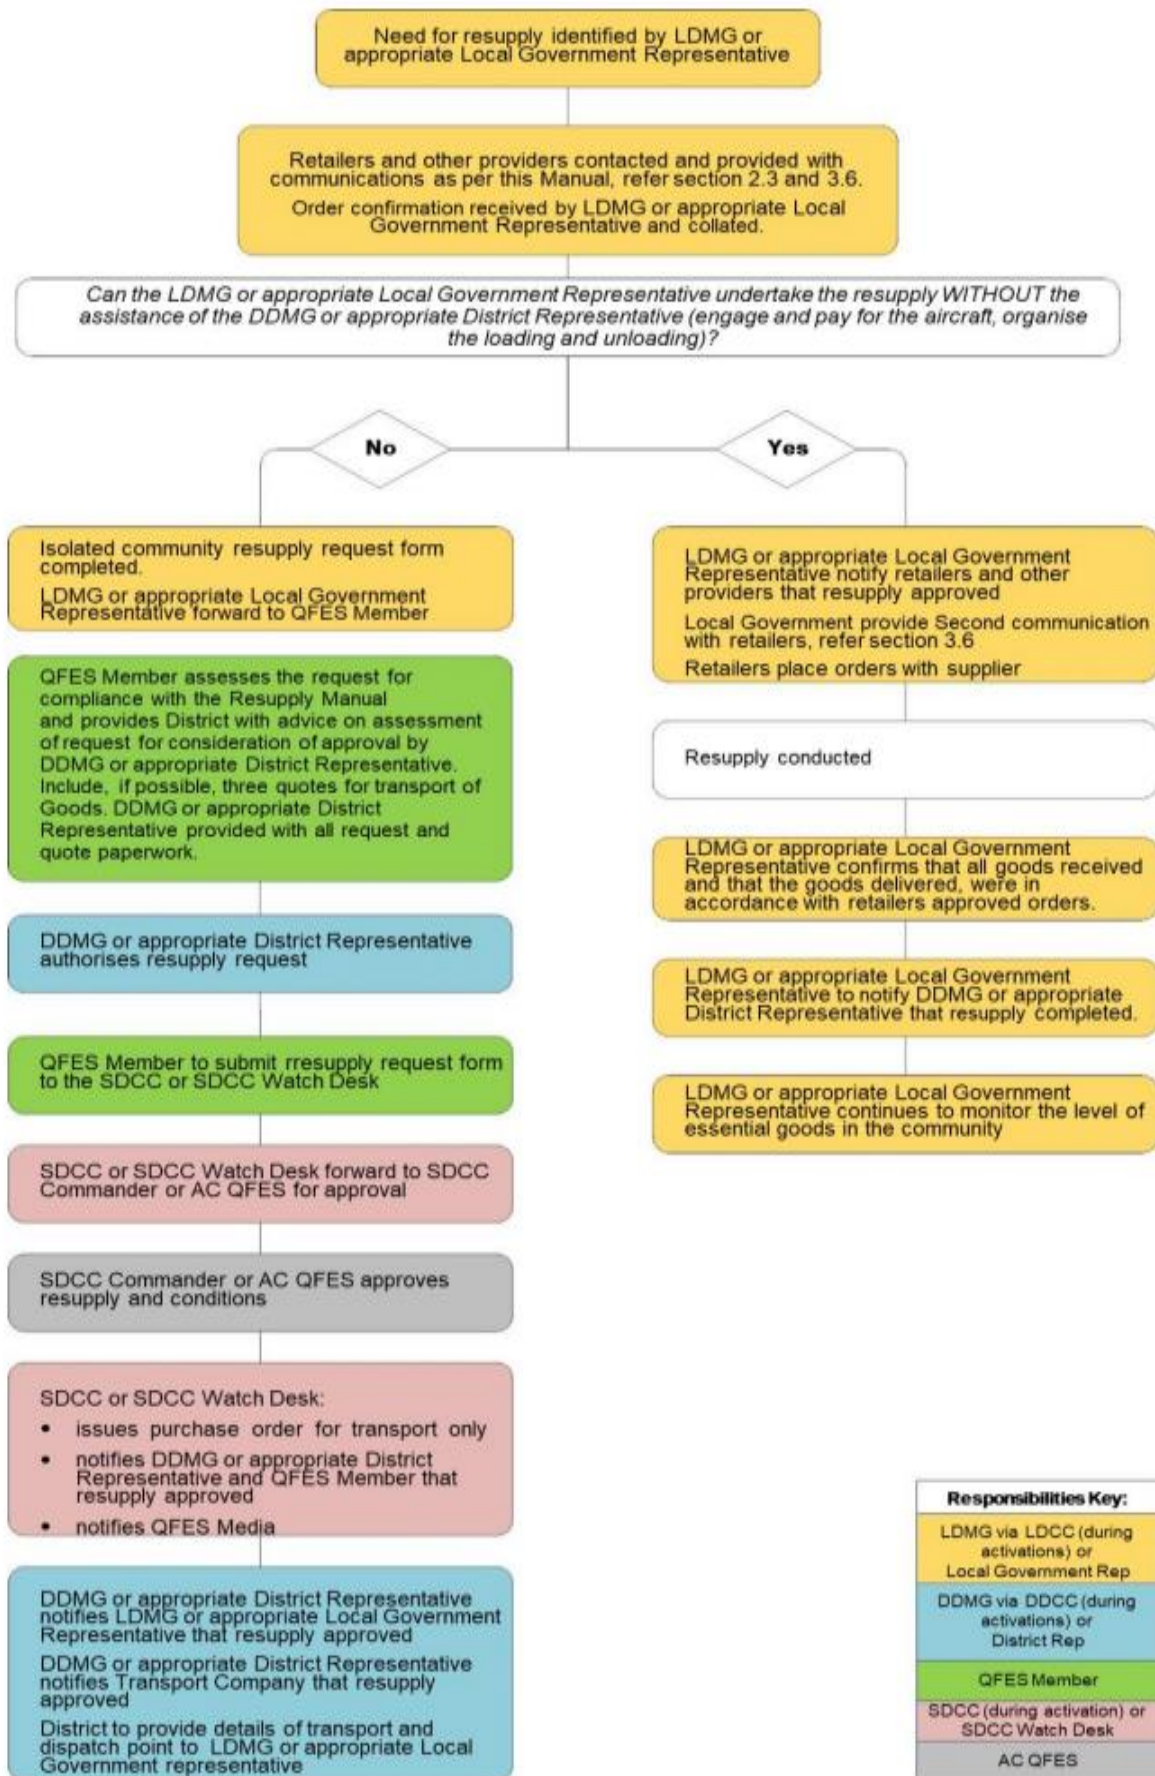 Need for resupply identified by LDMG or
appropriate Local Government Representative
Retailers and other providers contacted and provided with
communications as per this Manual, refer section 2.3 and 3.6.
Order confirmation received by LDMG or appropriate Local
Government Representative and collated.
Can the LDMG or appropriate Local Government Representative undertake the resupply WITHOUT the
assistance of the DDMG or appropriate District Representative (engage and pay for the aircraft, organise
the loading and unloading)?
No
Yes
Isolated community resupply request form
completed.
LDMG or appropriate Local Government
Representative forward to QFES Member
QFES Member assesses the request for
compliance with the Resupply Manual
and provides District with advice on assessment
of request for consideration of approval by
DDMG or appropriate District Representative.
Include, if possible, three quotes for transport of
Goods. DDMG or appropriate District
Representative provided with all request and
quote paperwork.
DDMG or appropriate District Representative
authorises resupply request
QFES Member to submit rresupply request form
to the SDCC or SDCC Watch Desk
SDCC or SDCC Watch Desk forward to SDCC
Commander or AC QFES for approval
SDCC Commander or AC QFES approves
resupply and conditions
SDCC or SDCC Watch Desk:
• issues purchase order for transport only
• notifies DDMG or appropriate District
Representative and QFES Member that
resupply approved
• notifies QFES Media
DDMG or appropriate District Representative
notifies LDMG or appropriate Local Government
Representative that resupply approved
DDMG or appropriate District Representative
notifies Transport Company that resupply
approved
District to provide details of transport and
dispatch point to LDMG or appropriate Local
Government representative
LDMG or appropriate Local Government
Representative notify retailers and other
providers that resupply approved
Local Government provide Second communication
with retailers, refer section 3.6
Retailers place orders with supplier
Resupply conducted
LDMG or appropriate Local Government
Representative confirms that all goods received
and that the goods delivered, were in
accordance with retailers approved orders.
LDMG or appropriate Local Government
Representative to notify DDMG or appropriate
District Representative that resupply completed.
LDMG or appropriate Local Government
Representative continues to monitor the level of
essential goods in the community
Responsibilities Key:
LDMG via LDCC (during
activations) or
Local Government Rep
DDMG via DDCC (during
activations) or
District Rep
QFES Member
SDCC (during activation) or
SDCC Watch Desk
AC QFES